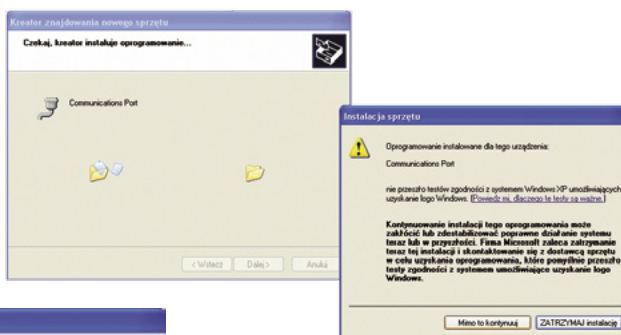 Kreator znajdowania nowego sprzętu
Czekaj, kreator instaluje oprogramowanie...
Communications Port
< Wstecz
Dalej >
Anuluj
Instalacja sprzętu
Oprogramowanie instalowane dla tego urządzenia:
Communications Port
nie przeszło testów zgodności z systemem Windows XP umożliwiających
uzyskanie logo Windows. (Powiedz mi, dlaczego te testy są ważne.)
Kontynuowanie instalacji tego oprogramowania może
zakłócić lub zdestabilizować poprawne działanie systemu
teraz lub w przyszłości. Firma Microsoft zaleca zatrzymanie
teraz tej instalacji i skontaktowanie się z dostawcą sprzętu
w celu uzyskania oprogramowania, które pomyślnie przeszło
testy zgodności z systemem umożliwiające uzyskanie logo
Windows.
Mimo to kontynuuj
ZATRZYMAJ instalację